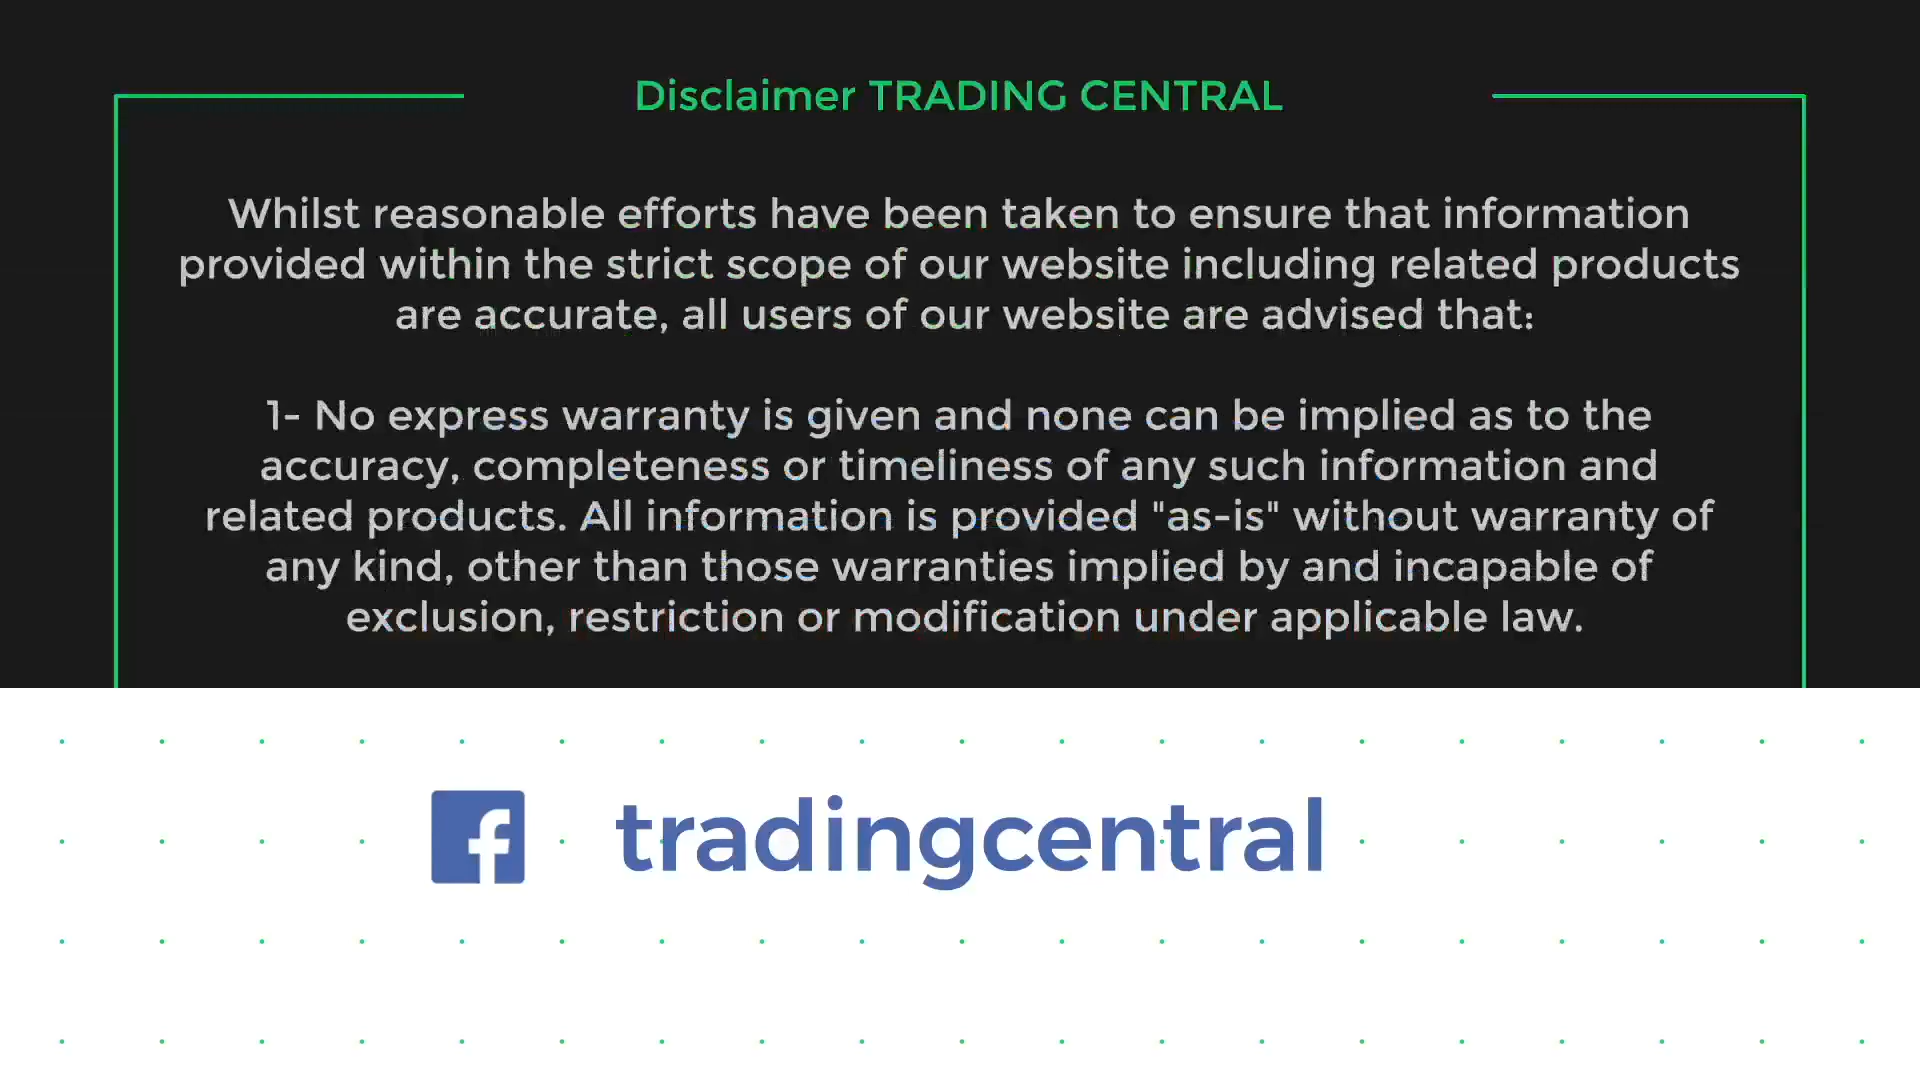 Disclaimer TRADING CENTRAL
Whilst reasonable efforts have been taken to ensure that information
provided within the strict scope of our website including related products
are accurate, all users of our website are advised that:
1- No express warranty is given and none can be implied as to the
accuracy, completeness or timeliness of any such information and
related products. All information is provided "as-is" without warranty of
any kind, other than those warranties implied by and incapable of
exclusion, restriction or modification under applicable law.
tradingcentral